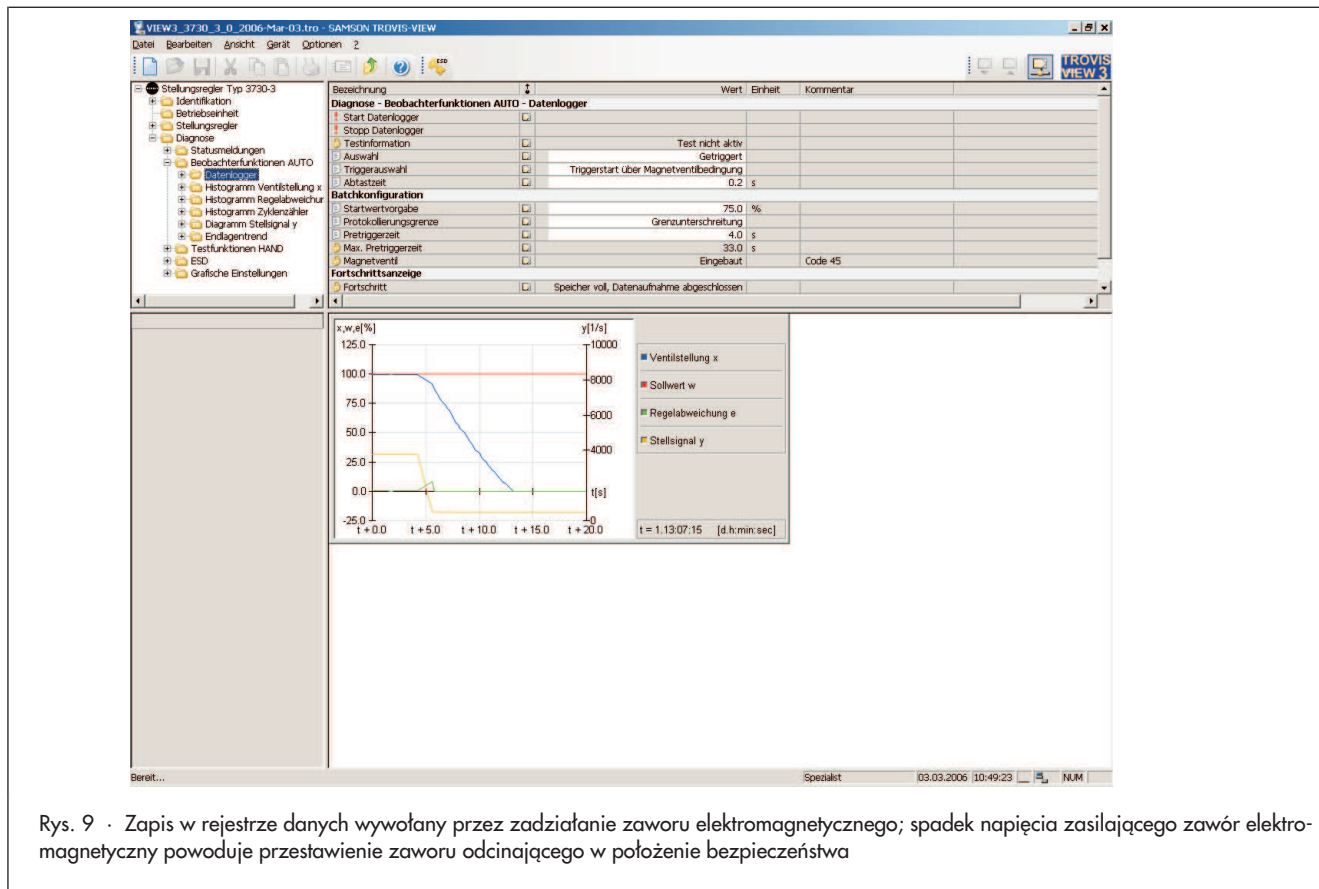 VIEW3_3730_3_0_2006-Mar-03.tro - SAMSON TROVIS-VIEW
Datei Bearbeiten Ansicht Gerät Optionen ?
ESD
TROVIS
VIEW 3
Stellungsregler Typ 3730-3
Identifikation
Betriebseinheit
Stellungsregler
Diagnose
Statusmeldungen
Beobachterfunktionen AUTO
Datenlogger
Histogramm Ventilstellung x
Histogramm Regelabweichur
Histogramm Zyklenzähler
Diagramm Stellsignal y
Endlagentrend
Testfunktionen HAND
ESD
Grafische Einstellungen
Bezeichnung Wert Einheit Kommentar
Diagnose - Beobachterfunktionen AUTO - Datenlogger
Start Datenlogger
Stopp Datenlogger
Testinformation Test nicht aktiv
Auswahl Getriggert
Triggerauswahl Triggerstart über Magnetventilbedingung
Abtastzeit 0.2 s
Batchkonfiguration
Startwertvorgabe 75.0 %
Protokollierungsgrenze Grenzunterschreitung
Pretriggerzeit 4.0 s
Max. Pretriggerzeit 33.0 s
Magnetventil Eingebaut Code 45
Fortschrittsanzeige
Fortschritt Speicher voll, Datenaufnahme abgeschlossen
x,w,e[%] y[1/s]
125.0 10000
100.0 8000
75.0 6000
50.0 4000
25.0
0.0 t[s]
-25.0 0
t + 0.0 t + 5.0 t + 10.0 t + 15.0 t + 20.0
Ventilstellung x
Sollwert w
Regelabweichung e
Stellsignal y
t = 1.13:07:15 [d.h:min:sec]
Bereit... Spezialist 03.03.2006 10:49:23 NUM
Rys. 9 · Zapis w rejestrze danych wywołany przez zadziałanie zaworu elektromagnetycznego; spadek napięcia zasilającego zawór elektro-
magnetyczny powoduje przestawienie zaworu odcinającego w położenie bezpieczeństwa